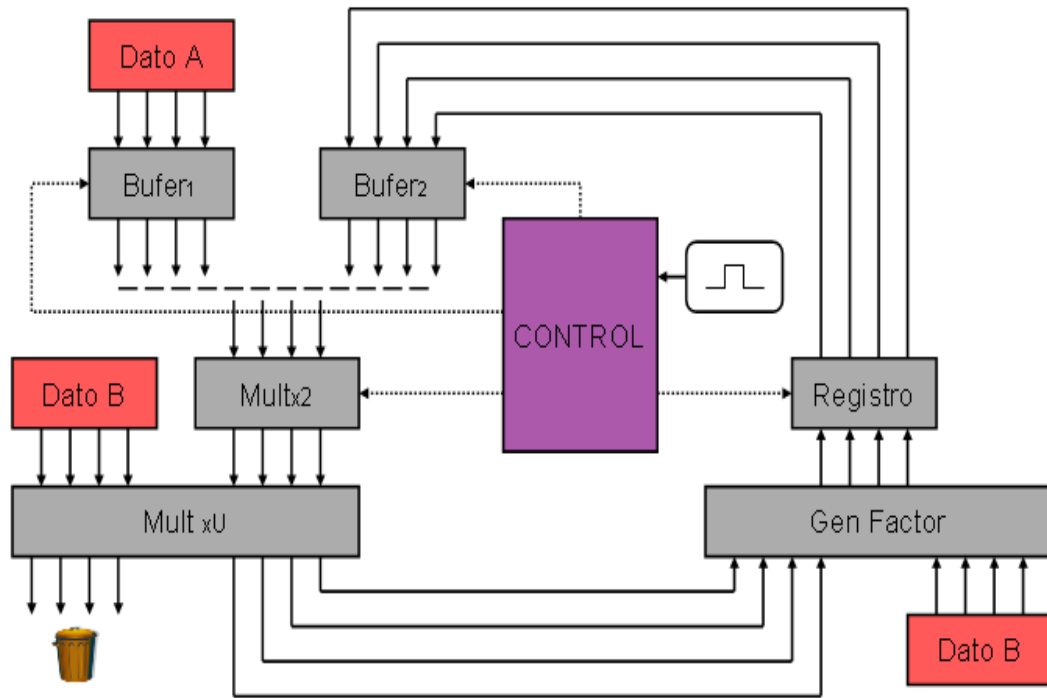 Dato A
Bufer₁
Bufer₂
CONTROL
Dato B
Multx2
Registro
Mult xU
Gen Factor
Dato B